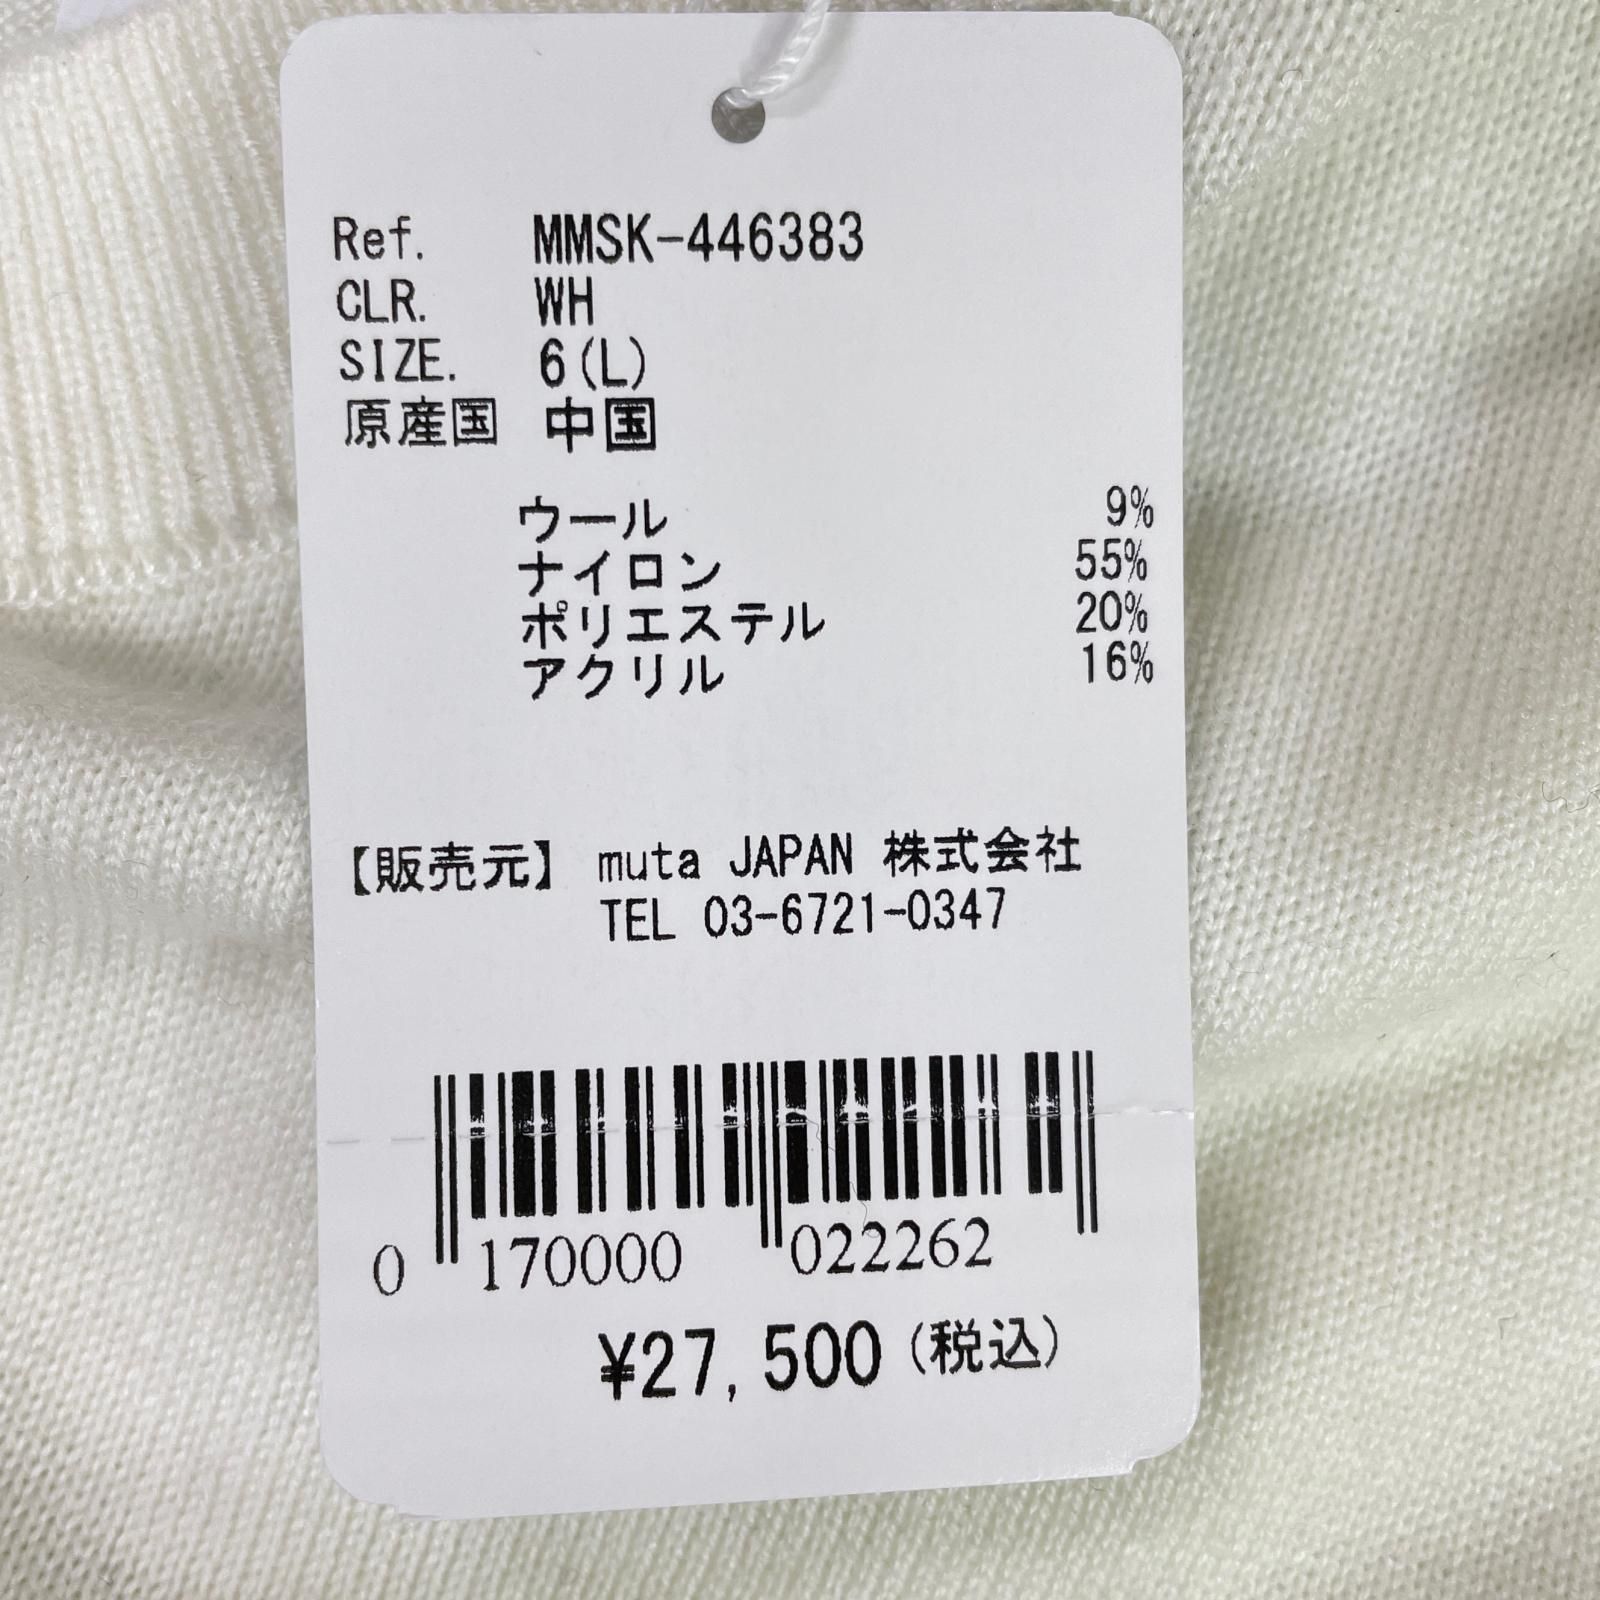 Ref. MMSK-446383
CLR. WH
SIZE. 6(L)
原産国 中国
ウール 9%
ナイロン 55%
ポリエステル 20%
アクリル 16%
【販売元】 muta JAPAN 株式会社
TEL 03-6721-0347
0 170000 022262
¥27,500(税込)